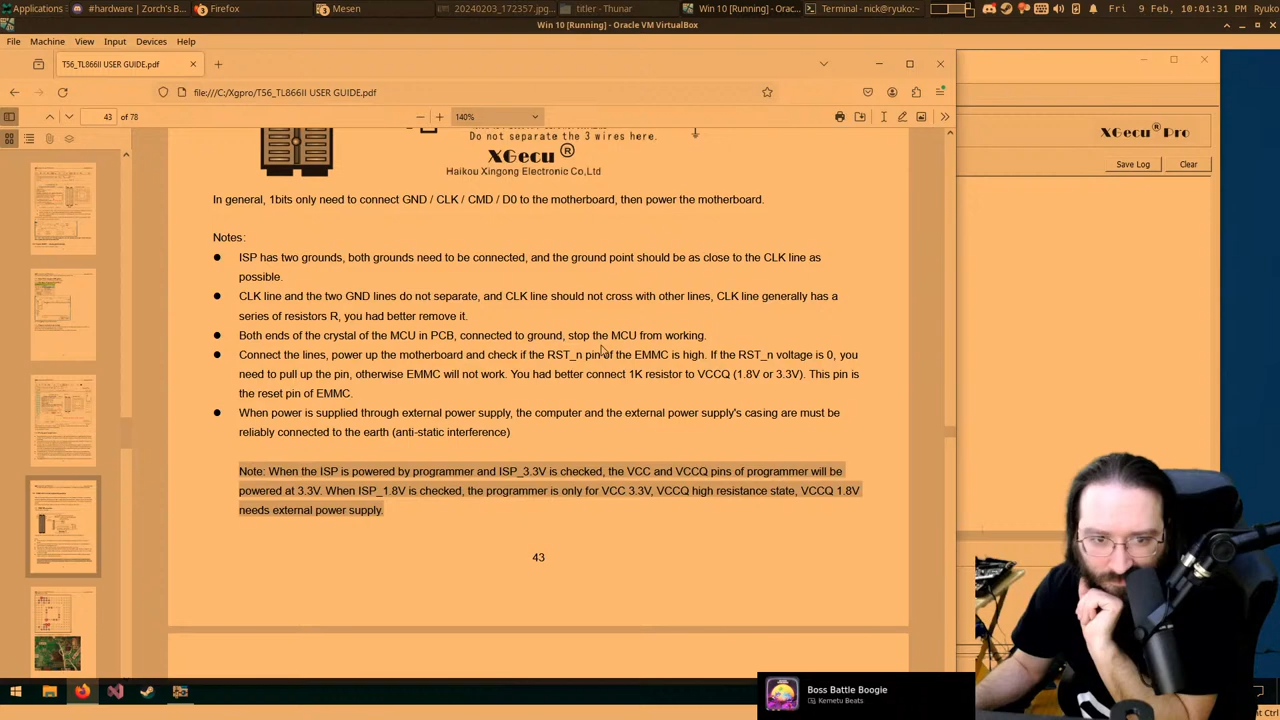 Applications
#hardware | Zorch's B...
Firefox
3
Mesen
20240203_172357.jpg...
titler - Thunar
Win 10 [Running] - Orac...
Terminal - nick@ryuko:~
Fri 9 Feb, 10:01:31 PM Ryuko
Win 10 [Running] - Oracle VM VirtualBox
File Machine View Input Devices Help
T56_TL866II USER GUIDE.pdf
file:///C:/Xgpro/T56_TL866II USER GUIDE.pdf
43 of 78
140%
Do not separate the 3 wires here.
XGecu ®
Haikou Xingong Electronic Co,Ltd
XGecu® Pro
Save Log Clear
In general, 1bits only need to connect GND / CLK / CMD / D0 to the motherboard, then power the motherboard.
Notes:
● ISP has two grounds, both grounds need to be connected, and the ground point should be as close to the CLK line as
possible.
● CLK line and the two GND lines do not separate, and CLK line should not cross with other lines, CLK line generally has a
series of resistors R, you had better remove it.
● Both ends of the crystal of the MCU in PCB, connected to ground, stop the MCU from working.
● Connect the lines, power up the motherboard and check if the RST_n pin of the EMMC is high. If the RST_n voltage is 0, you
need to pull up the pin, otherwise EMMC will not work. You had better connect 1K resistor to VCCQ (1.8V or 3.3V). This pin is
the reset pin of EMMC.
● When power is supplied through external power supply, the computer and the external power supply's casing are must be
reliably connected to the earth (anti-static interference)
Note: When the ISP is powered by programmer and ISP_3.3V is checked, the VCC and VCCQ pins of programmer will be
powered at 3.3V. When ISP_1.8V is checked, the programmer is only for VCC 3.3V, VCCQ high resistance state, VCCQ 1.8V
needs external power supply.
43
Boss Battle Boogie
Kemetu Beats
Ctrl